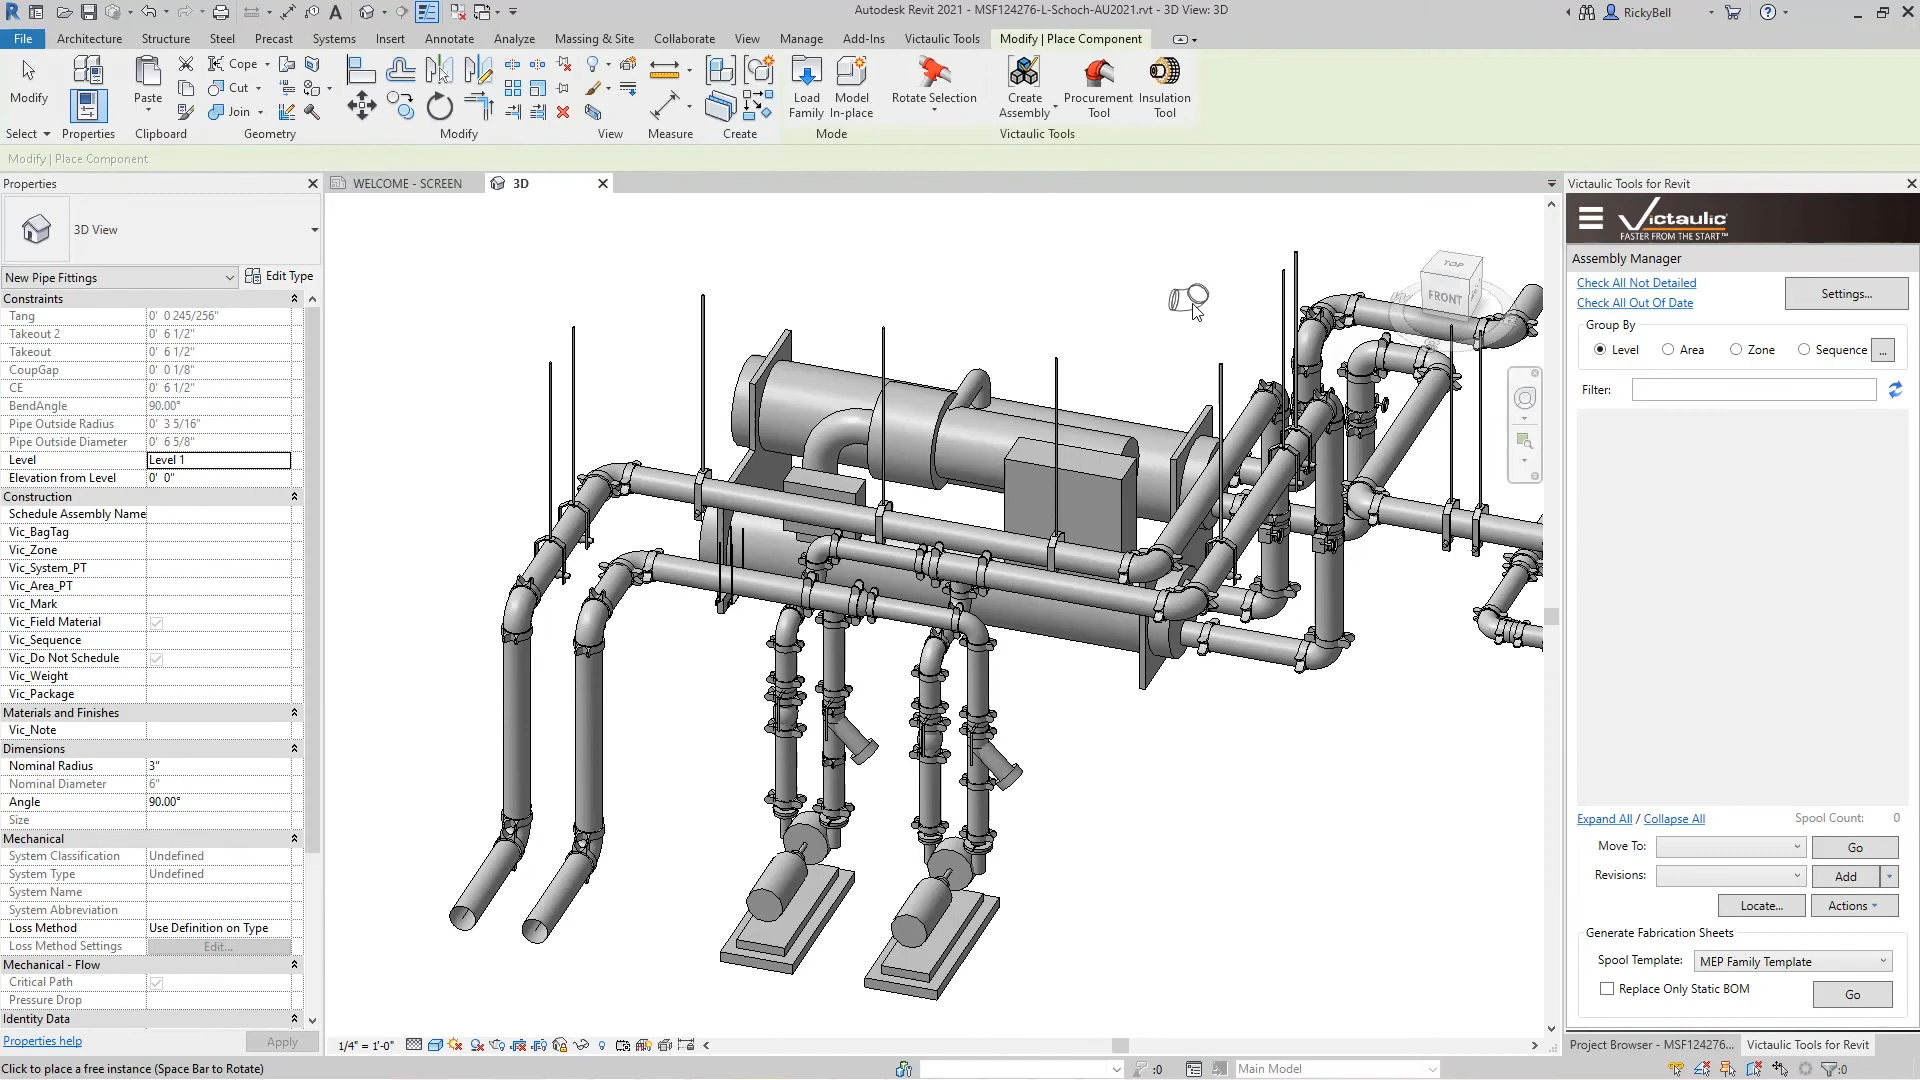 Autodesk Revit 2021 - MSF124276-L-Schoch-AU2021.rvt - 3D View: 3D
RickyBell
File
Architecture
Structure
Steel
Precast
Systems
Insert
Annotate
Analyze
Massing & Site
Collaborate
View
Manage
Add-Ins
Victaulic Tools
Modify | Place Component
Modify
Paste
Cope
Cut
Join
Load Family
Model In-place
Rotate Selection
Create Assembly
Procurement Tool
Insulation Tool
Select
Properties
Clipboard
Geometry
Modify
View
Measure
Create
Mode
Victaulic Tools
Modify | Place Component
Properties
3D View
New Pipe Fittings
Edit Type
Constraints
Tang 0' 0 245/256"
Takeout 2 0' 6 1/2"
Takeout 0' 6 1/2"
CoupGap 0' 0 1/8"
CE 0' 6 1/2"
BendAngle 90.00°
Pipe Outside Radius 0' 3 5/16"
Pipe Outside Diameter 0' 6 5/8"
Level Level 1
Elevation from Level 0' 0"
Construction
Schedule Assembly Name
Vic_BagTag
Vic_Zone
Vic_System_PT
Vic_Area_PT
Vic_Mark
Vic_Field Material
Vic_Sequence
Vic_Do Not Schedule
Vic_Weight
Vic_Package
Materials and Finishes
Vic_Note
Dimensions
Nominal Radius 3"
Nominal Diameter 6"
Angle 90.00°
Size
Mechanical
System Classification Undefined
System Type Undefined
System Name
System Abbreviation
Loss Method Use Definition on Type
Loss Method Settings Edit...
Mechanical - Flow
Critical Path
Pressure Drop
Identity Data
Properties help
Apply
WELCOME - SCREEN
3D
TOP
FRONT
1/4" = 1'-0"
Victaulic Tools for Revit
Victaulic
FASTER FROM THE START™
Assembly Manager
Check All Not Detailed
Check All Out Of Date
Settings...
Group By
Level
Area
Zone
Sequence
...
Filter:
Expand All / Collapse All
Spool Count: 0
Move To:
Go
Revisions:
Add
Locate...
Actions
Generate Fabrication Sheets
Spool Template: MEP Family Template
Replace Only Static BOM
Go
Project Browser - MSF124276...
Victaulic Tools for Revit
Click to place a free instance (Space Bar to Rotate)
:0
Main Model
:0